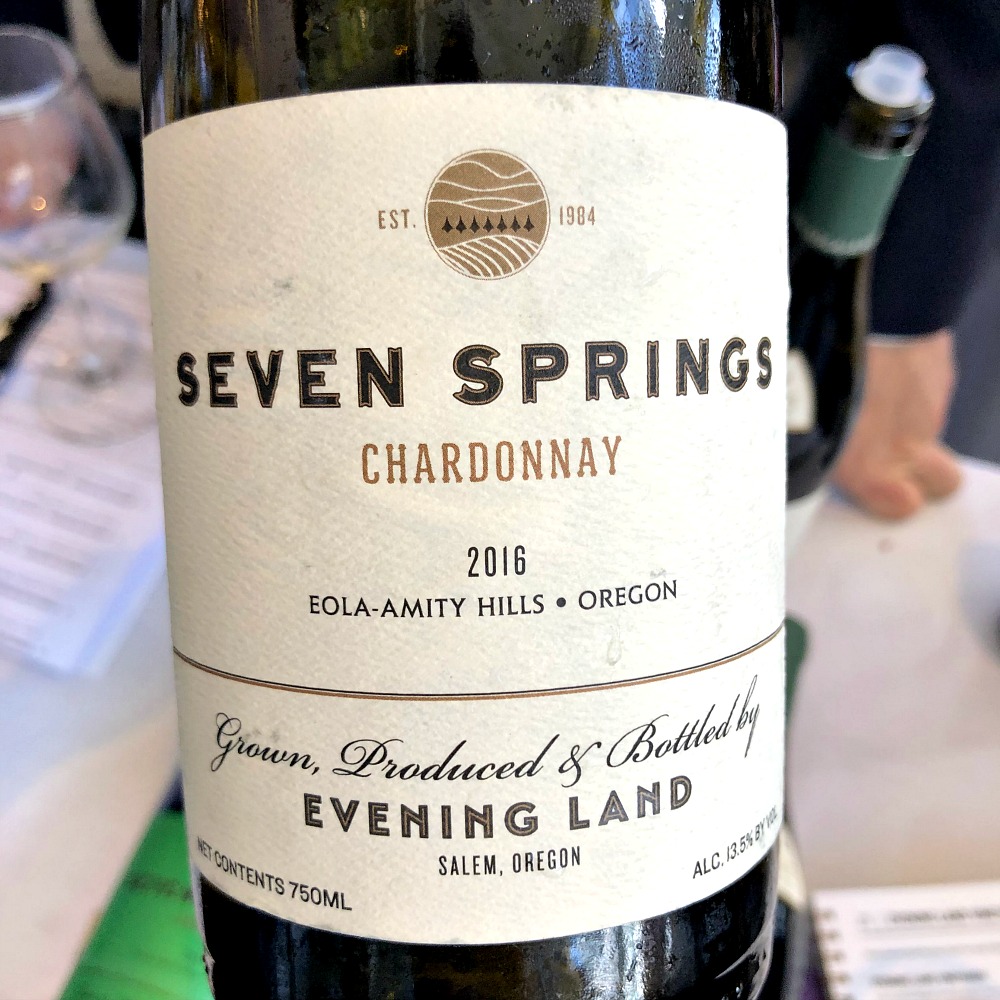 EST. 1984
SEVEN SPRINGS
CHARDONNAY
2016
EOLA-AMITY HILLS • OREGON
Grown, Produced & Bottled by
EVENING LAND
SALEM, OREGON
NET CONTENTS 750ML
ALC. 13.5% BY VOL.